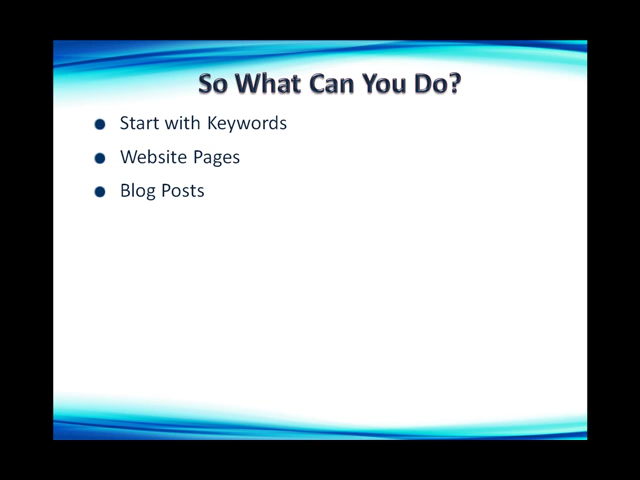 So What Can You Do?
Start with Keywords
Website Pages
Blog Posts